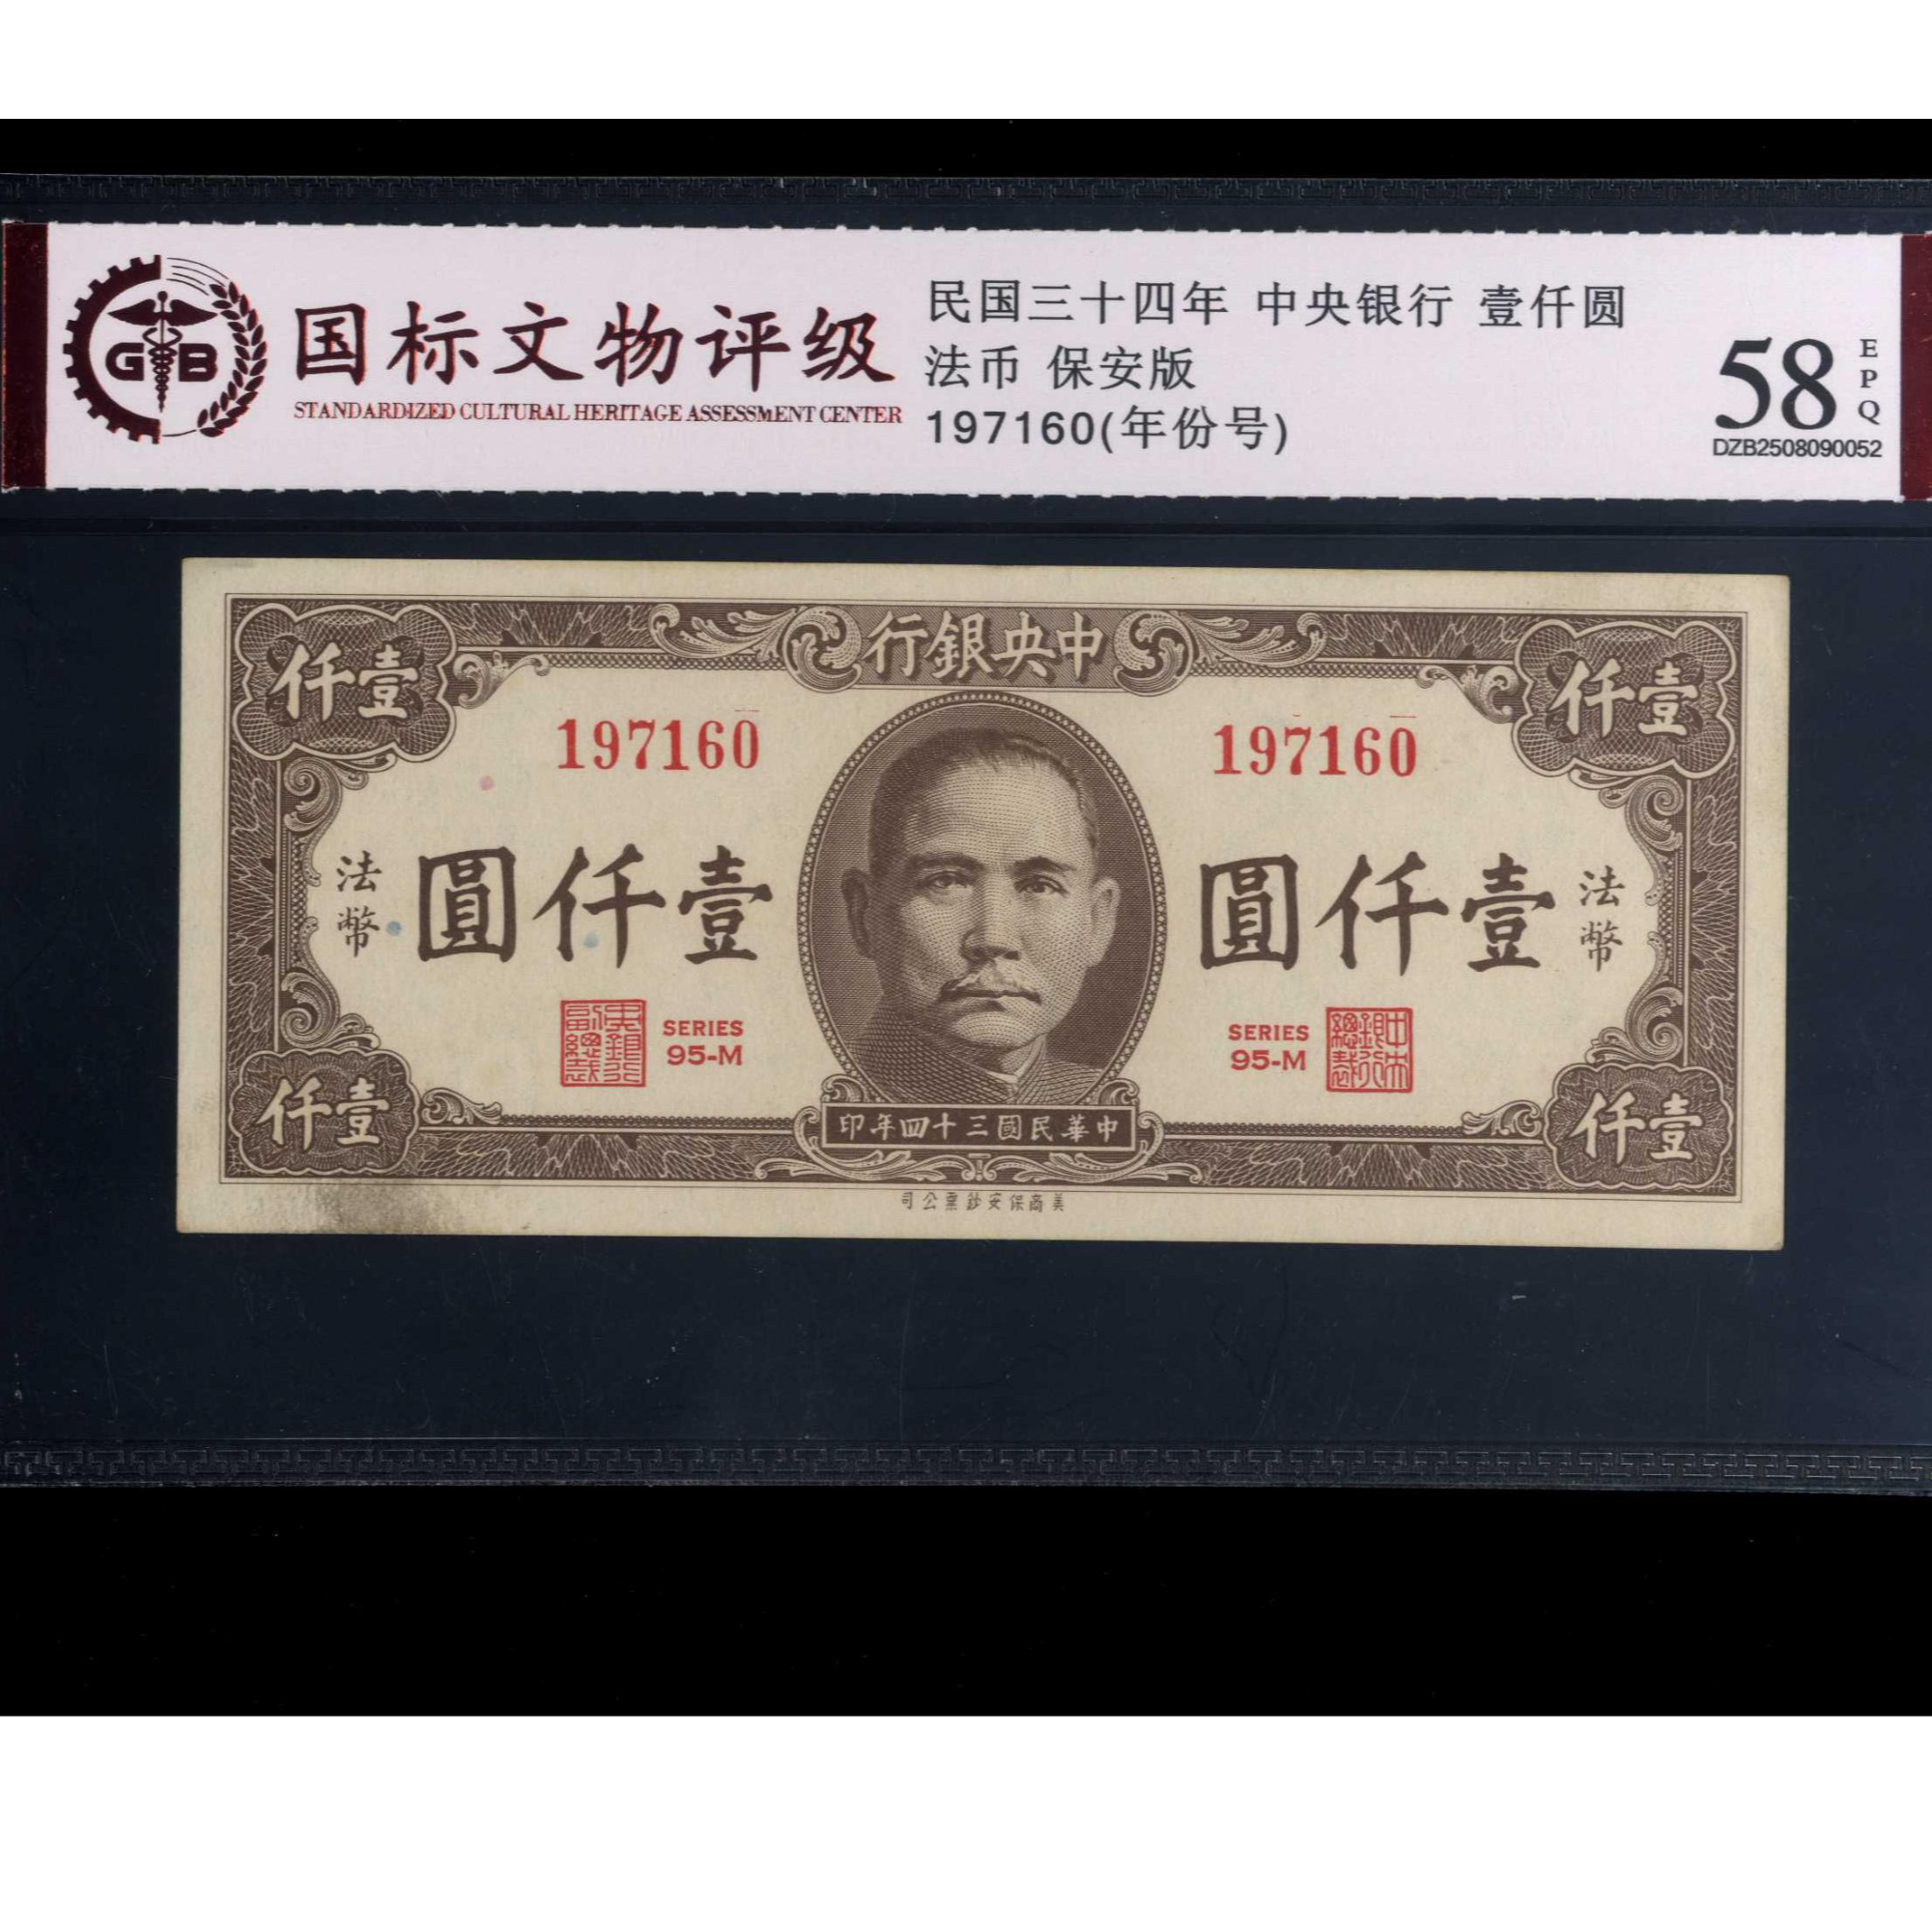 国标文物评级
STANDARDIZED CULTURAL HERITAGE ASSESSMENT CENTER
GB
民国三十四年 中央银行 壹仟圆
法币 保安版
197160(年份号)
58
EPQ
DZB2508090052
行銀央中
仟壹
仟壹
197160
197160
法幣
圓仟壹
圓仟壹
法幣
SERIES
95-M
SERIES
95-M
仟壹
仟壹
印年四十三國民華中
司公票鈔安保商美